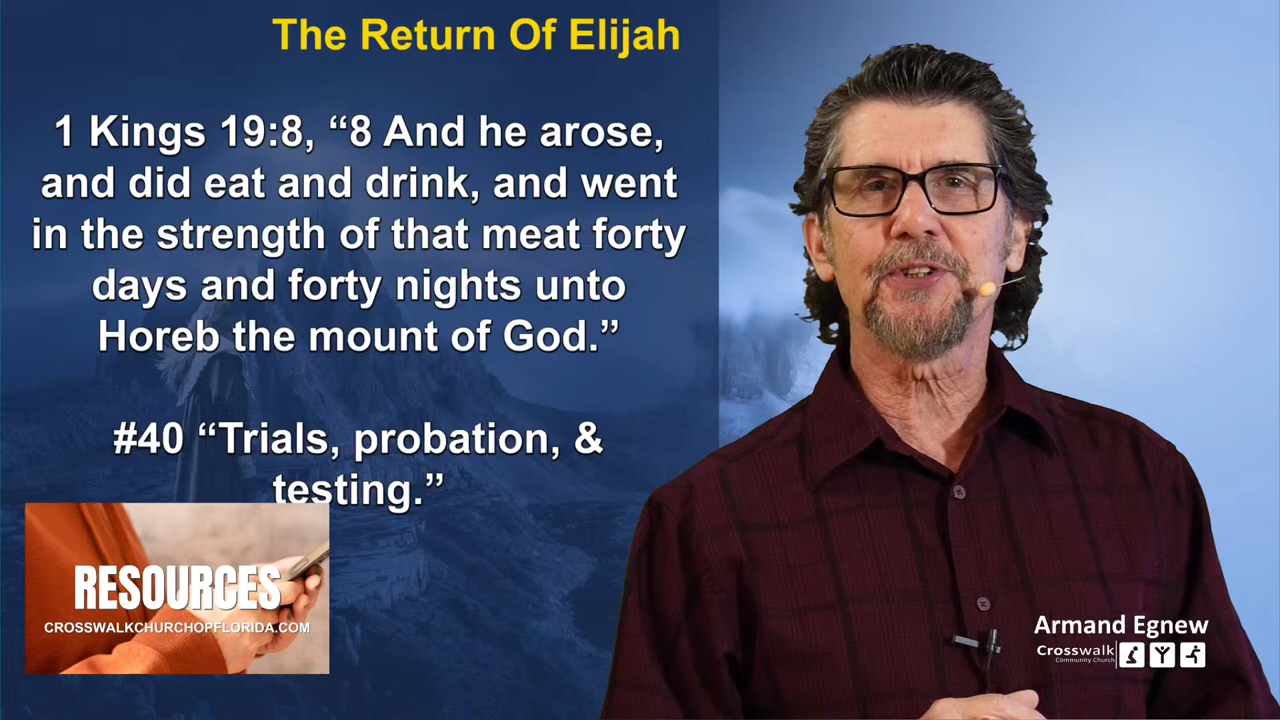 The Return Of Elijah
1 Kings 19:8, “8 And he arose,
and did eat and drink, and went
in the strength of that meat forty
days and forty nights unto
Horeb the mount of God.”
#40 “Trials, probation, &
testing.”
RESOURCES
CROSSWALKCHURCHOPFLORIDA.COM
Armand Egnew
Crosswalk
Community Church